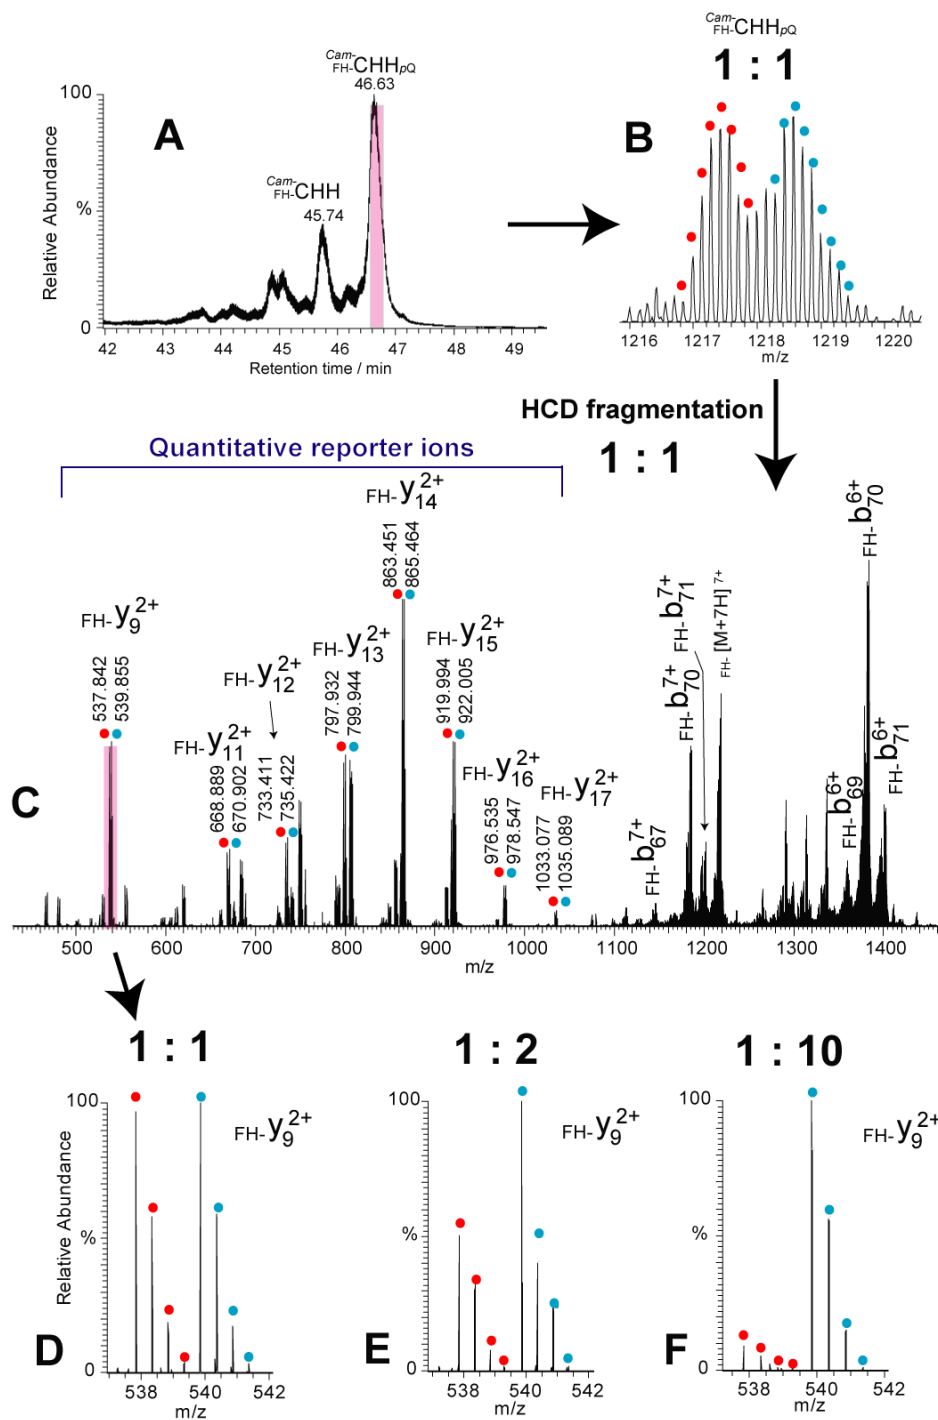 Cam-
FH-CHHpQ
46.63
Cam-
FH-CHH
45.74
A
100
%
0
Relative Abundance
42 43 44 45 46 47 48 49
Retention time / min
Cam-
FH-CHHpQ
1 : 1
B
1216 1217 1218 1219 1220
m/z
HCD fragmentation
1 : 1
Quantitative reporter ions
FH-y9 2+
537.842
539.855
FH-y11 2+
668.889
670.902
FH-y12 2+
733.411
735.422
FH-y13 2+
797.932
799.944
FH-y14 2+
863.451
865.464
FH-y15 2+
919.994
922.005
FH-y16 2+
976.535
978.547
FH-y17 2+
1033.077
1035.089
FH-b67 7+
FH-b70 7+
FH-b71 7+
FH-[M+7H] 7+
FH-b69 6+
FH-b70 6+
FH-b71 6+
C
500 600 700 800 900 1000 1100 1200 1300 1400
m/z
1 : 1
FH-y9 2+
100
%
0
Relative Abundance
D
538 540 542
m/z
1 : 2
FH-y9 2+
100
%
0
E
538 540 542
m/z
1 : 10
FH-y9 2+
100
%
0
F
538 540 542
m/z